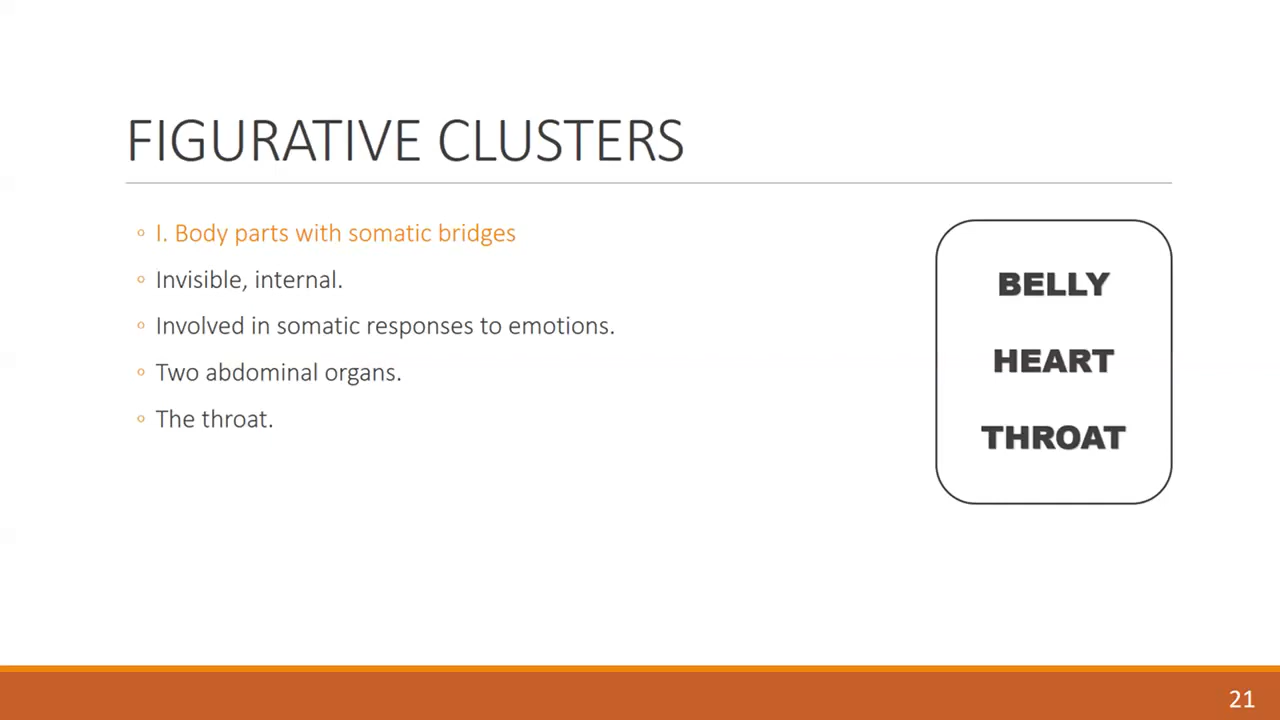 FIGURATIVE CLUSTERS
◦ I. Body parts with somatic bridges
◦ Invisible, internal.
◦ Involved in somatic responses to emotions.
◦ Two abdominal organs.
◦ The throat.
BELLY
HEART
THROAT
21